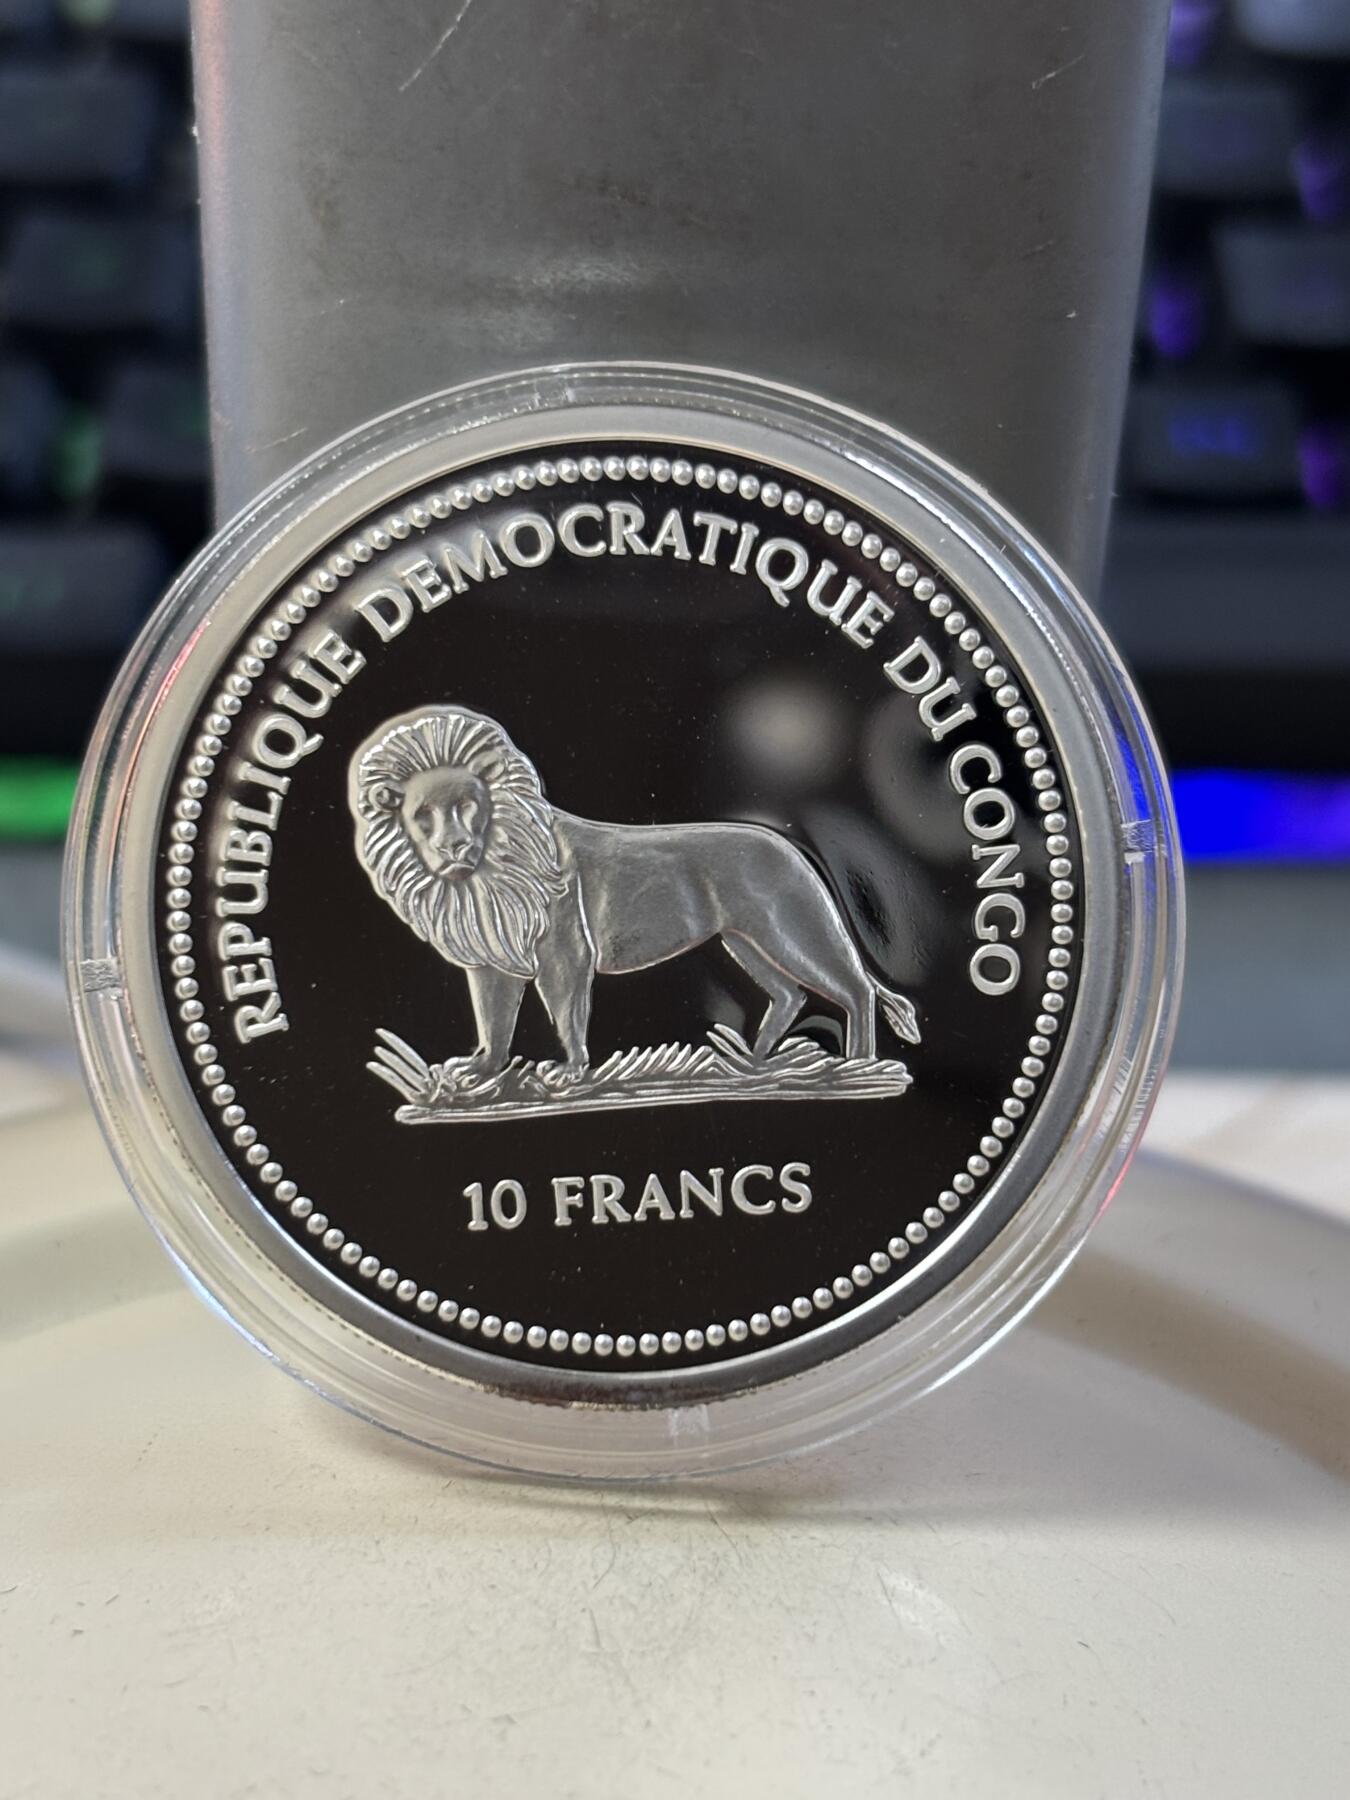 REPUBLIQUE DEMOCRATIQUE DU CONGO
10 FRANCS